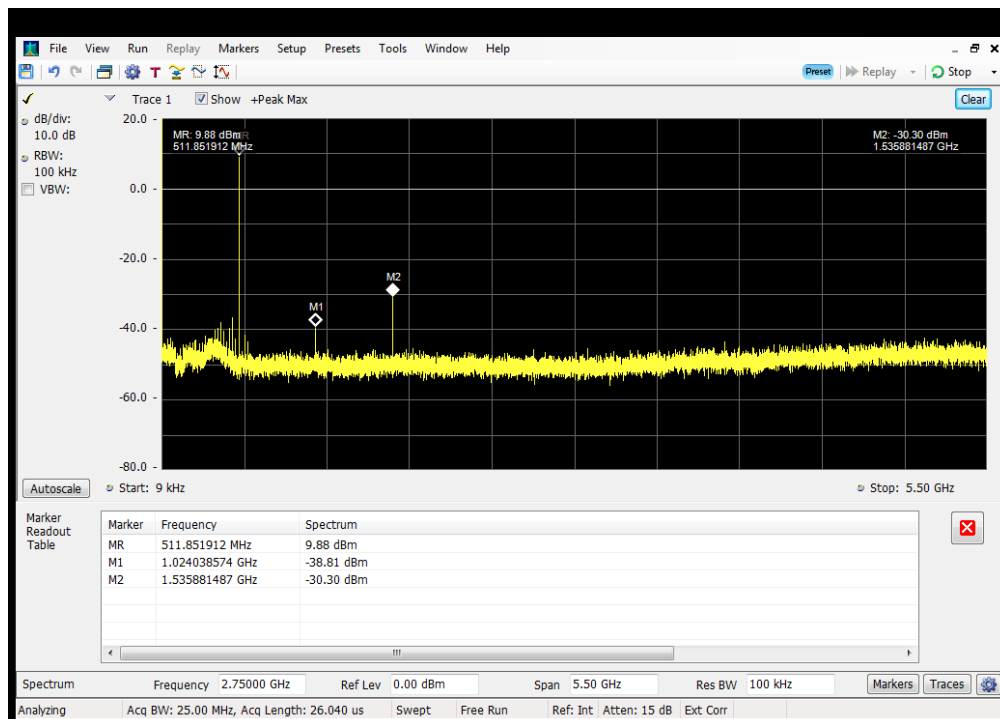 File View Run Replay Markers Setup Presets Tools Window Help
Preset Replay Stop
Trace 1 Show +Peak Max Clear
dB/div:
10.0 dB
RBW:
100 kHz
VBW:
20.0 -
0.0 -
-20.0 -
-40.0 -
-60.0 -
-80.0 -
MR: 9.88 dBm
511.851912 MHz
M2: -30.30 dBm
1.535881487 GHz
M2
M1
Autoscale Start: 9 kHz Stop: 5.50 GHz
Marker
Readout
Table
Marker Frequency Spectrum
MR 511.851912 MHz 9.88 dBm
M1 1.024038574 GHz -38.81 dBm
M2 1.535881487 GHz -30.30 dBm
Spectrum Frequency 2.75000 GHz Ref Lev 0.00 dBm Span 5.50 GHz Res BW 100 kHz Markers Traces
Analyzing Acq BW: 25.00 MHz, Acq Length: 26.040 us Swept Free Run Ref: Int Atten: 15 dB Ext Corr